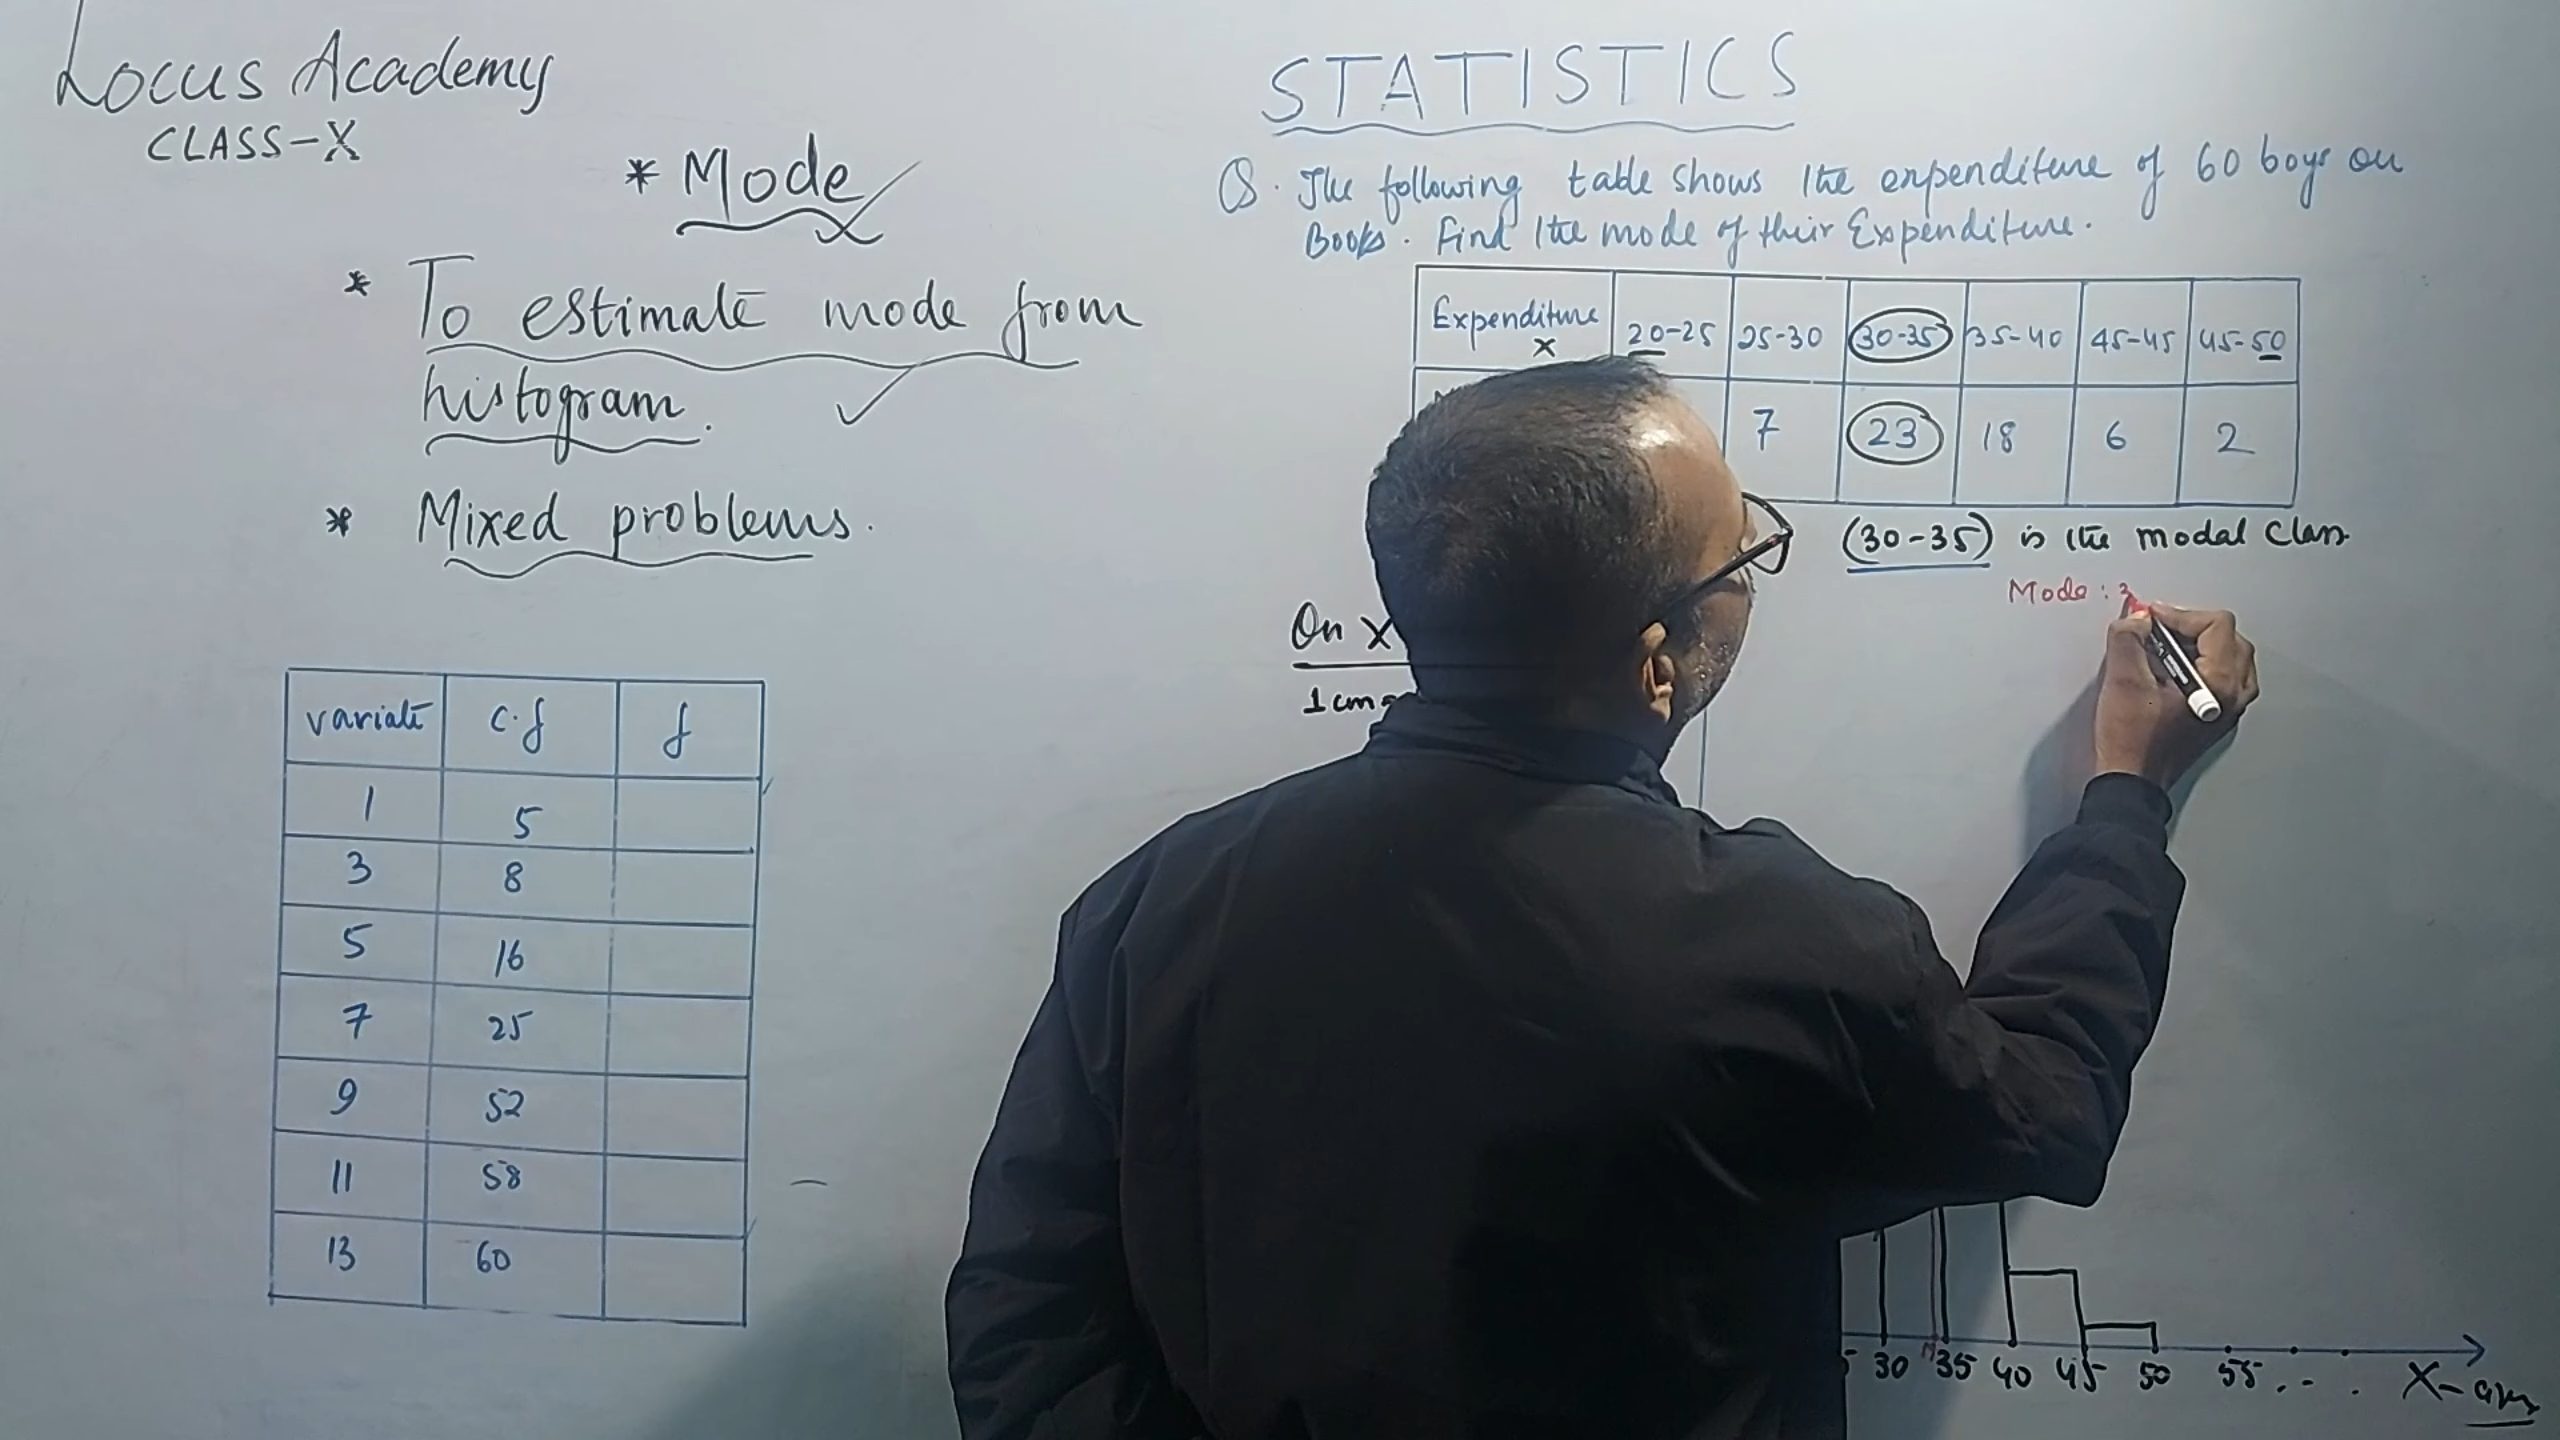 Locus Academy
CLASS-X
* Mode
* To estimate mode from
histogram.
* Mixed problems.
variate c.f f
1 5
3 8
5 16
7 25
9 52
11 58
13 60
STATISTICS
Q. The following table shows the expenditure of 60 boys on
Books. Find the mode of their Expenditure.
Expenditure x 20-25 25-30 30-35 35-40 45-45 45-50
7 23 18 6 2
(30-35) is the modal Class
Mode :
On X
1cm=
30 35 40 45 50 55 . - . X-axis